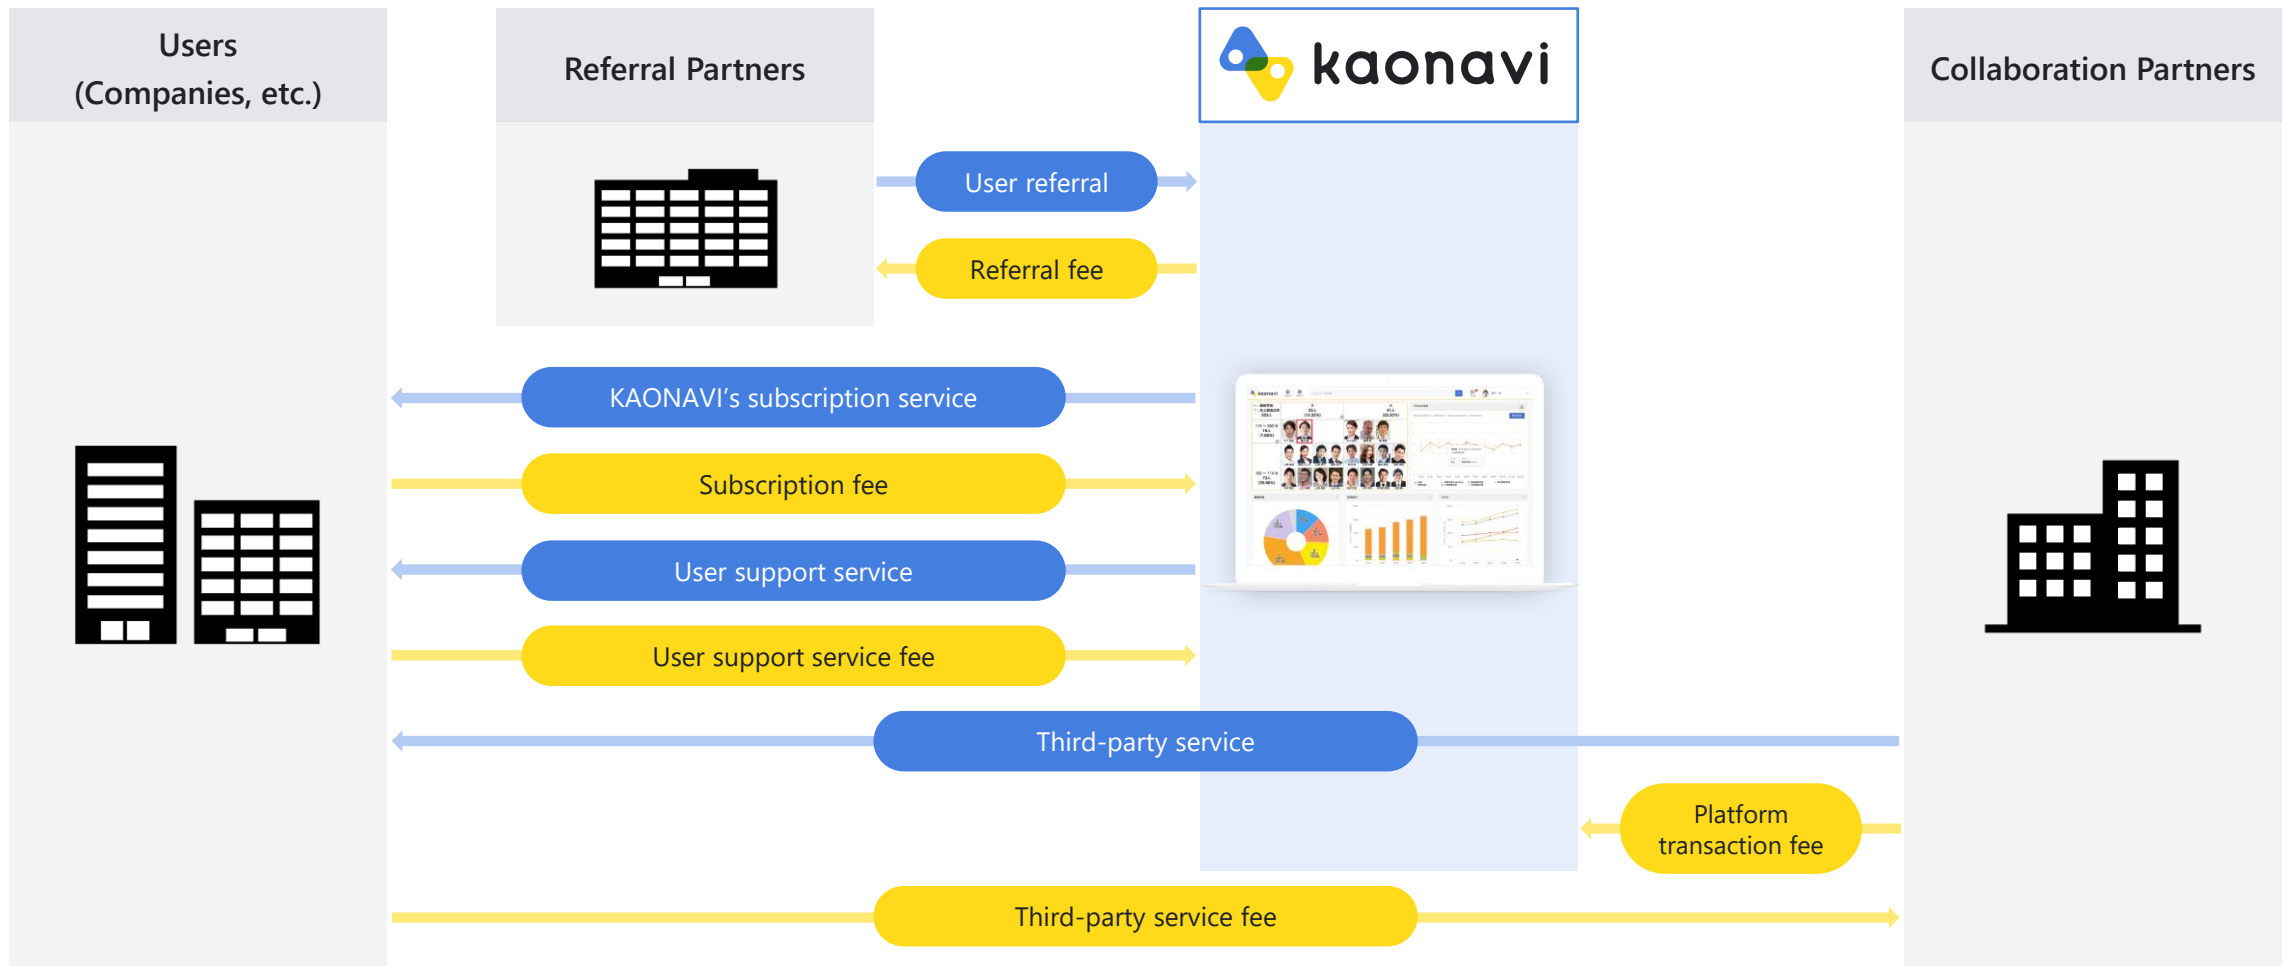 Users
(Companies, etc.)
Referral Partners
kaonavi
Collaboration Partners
User referral
Referral fee
KAONAVI's subscription service
Subscription fee
User support service
User support service fee
Third-party service
Platform
transaction fee
Third-party service fee
kaonavi